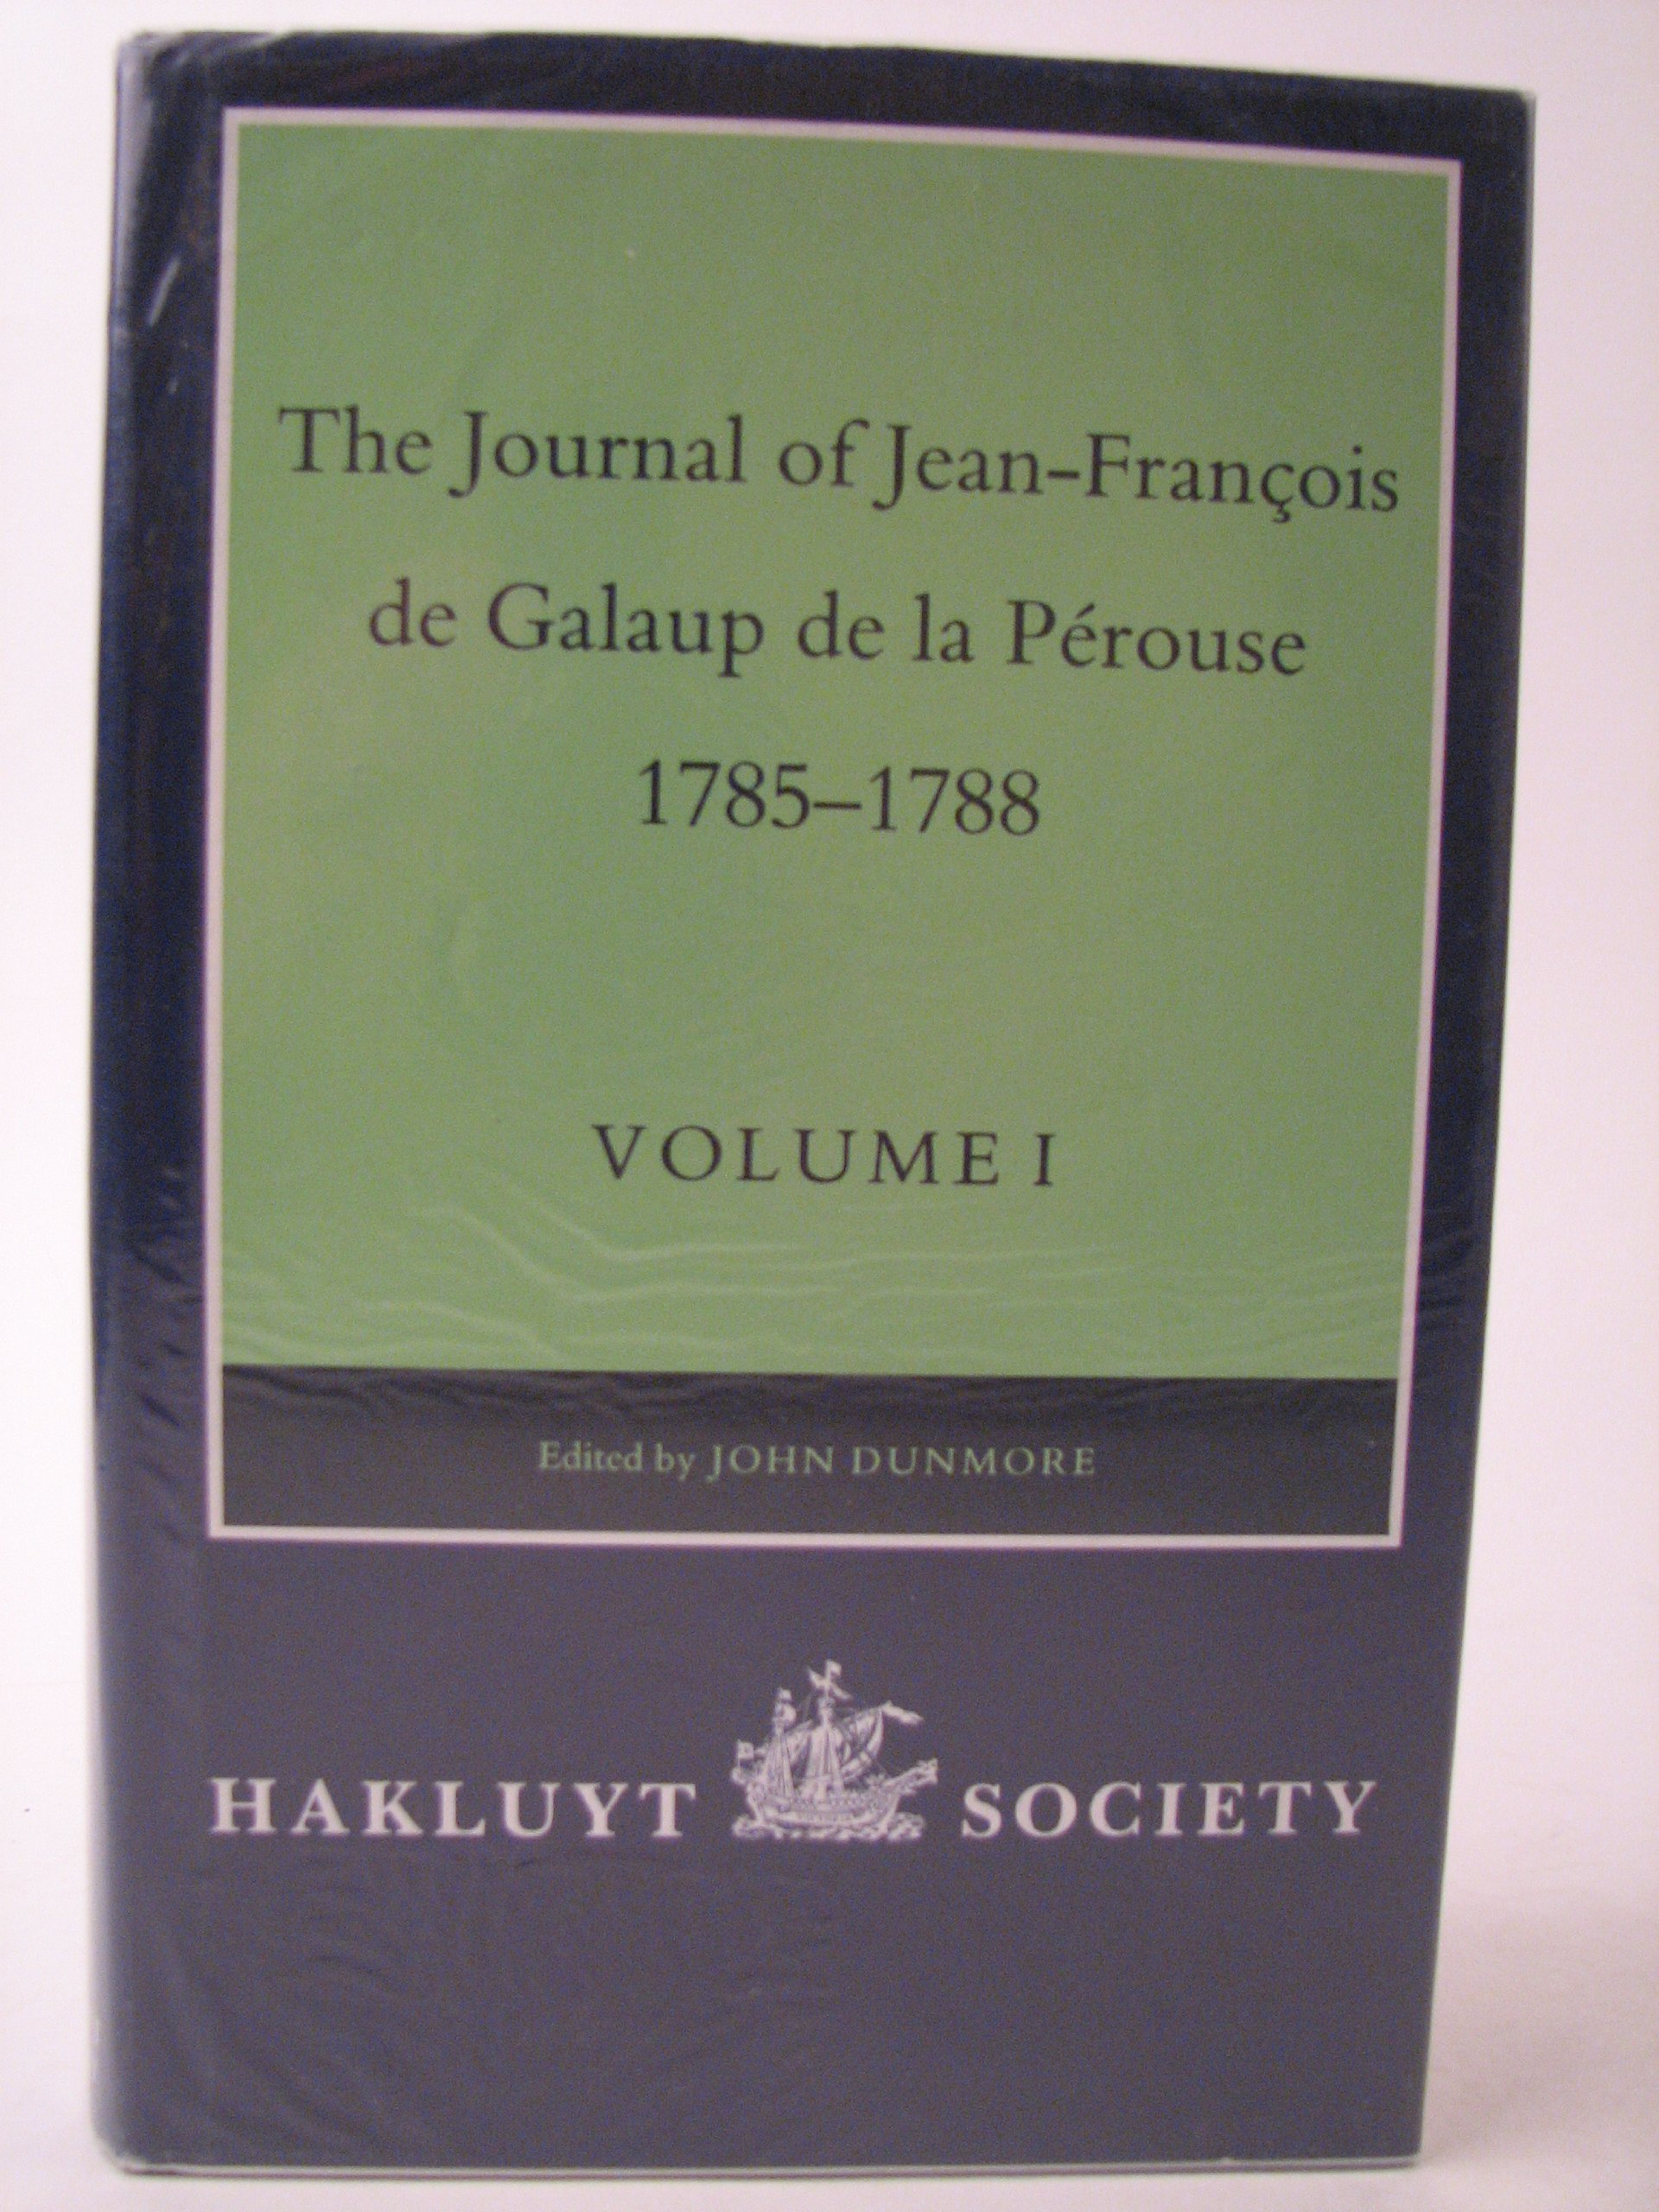 The Journal of Jean-François
de Galaup de la Pérouse
1785–1788
VOLUME I
Edited by JOHN DUNMORE
HAKLUYT SOCIETY